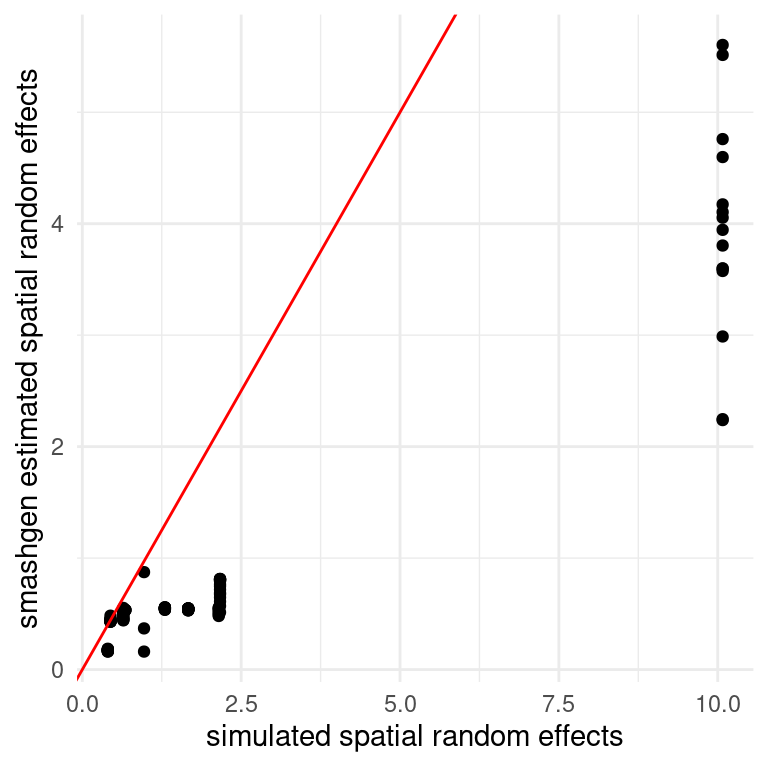 smashgen estimated spatial random effects
4
2
0
0.0 2.5 5.0 7.5 10.0
simulated spatial random effects